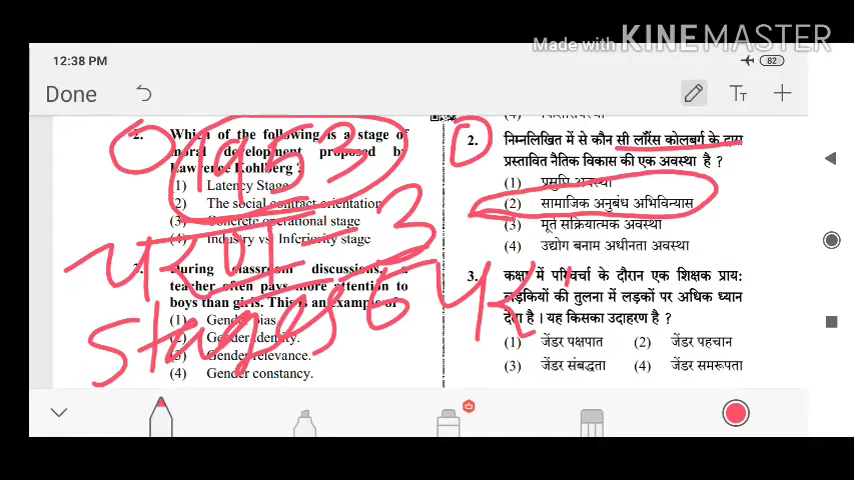 Made with KINEMASTER
12:38 PM
82
Done
2. Which of the following is a stage of
moral development proposed by
Lawrence Kohlberg ?
(1) Latency Stage
(2) The social contract orientation
(3) Concrete operational stage
(4) Industry vs Inferiority stage
3. During classroom discussions, a
teacher often pays more attention to
boys than girls. This is an example of
(1) Gender bias
(2) Gender identity.
(3) Gender relevance.
(4) Gender constancy.
2. निम्नलिखित में से कौन सी लॉरेंस कोलबर्ग के द्वारा
प्रस्तावित नैतिक विकास की एक अवस्था है ?
(1) प्रसुप्ति अवस्था
(2) सामाजिक अनुबंध अभिविन्यास
(3) मूर्त सक्रियात्मक अवस्था
(4) उद्योग बनाम अधीनता अवस्था
3. कक्षा में परिचर्चा के दौरान एक शिक्षक प्राय:
लड़कियों की तुलना में लड़कों पर अधिक ध्यान
देता है । यह किसका उदाहरण है ?
(1) जेंडर पक्षपात (2) जेंडर पहचान
(3) जेंडर संबद्धता (4) जेंडर समरूपता
1953
3
Stages 6